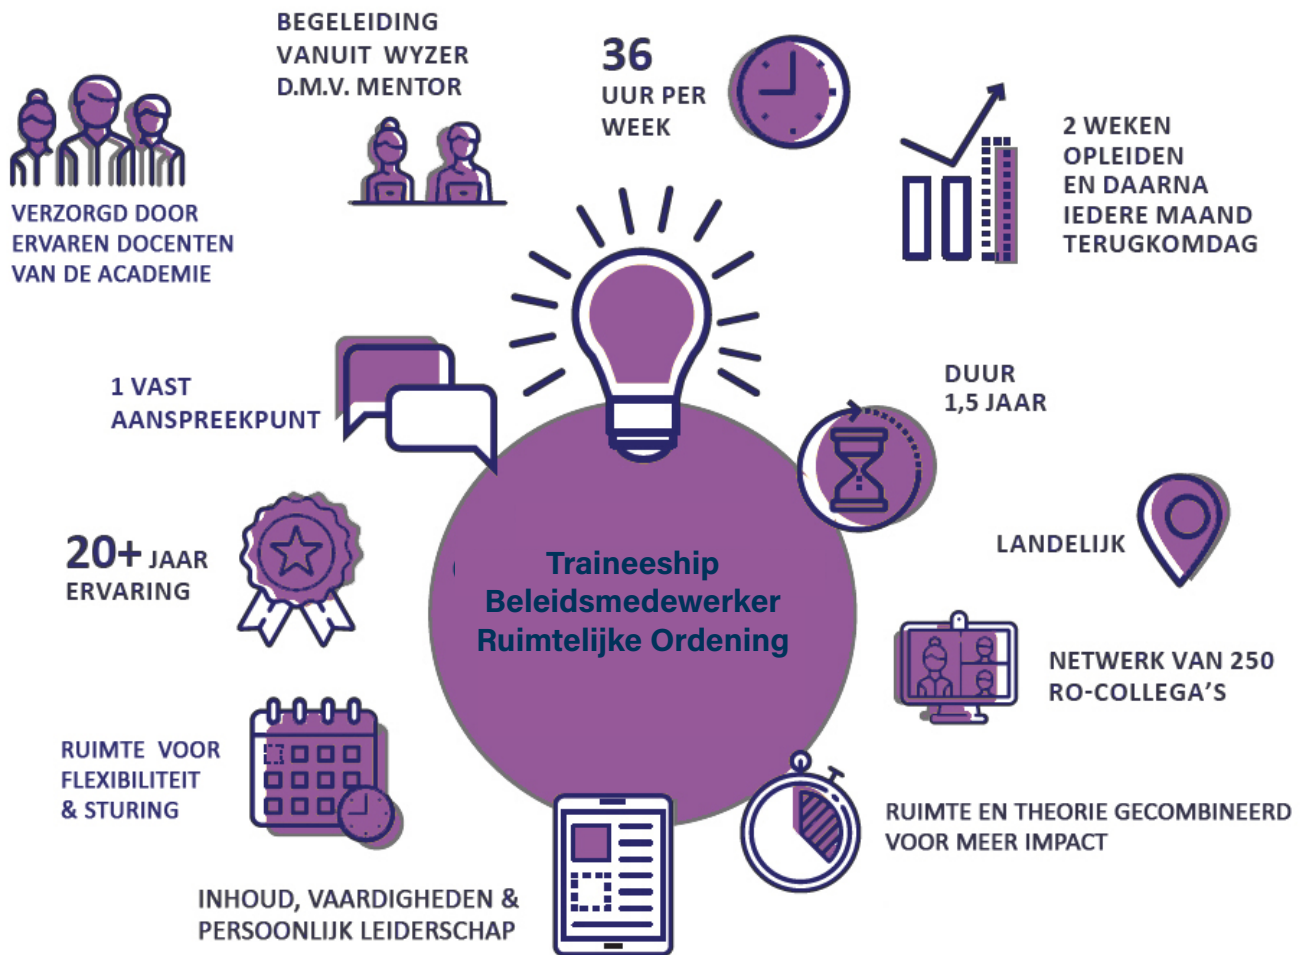 BEGELEIDING
VANUIT WYZER
D.M.V. MENTOR
36
UUR PER
WEEK
2 WEKEN
OPLEIDEN
EN DAARNA
IEDERE MAAND
TERUGKOMDAG
VERZORGD DOOR
ERVAREN DOCENTEN
VAN DE ACADEMIE
1 VAST
AANSPREEKPUNT
DUUR
1,5 JAAR
20+ JAAR
ERVARING
LANDELIJK
Traineeship
Beleidsmedewerker
Ruimtelijke Ordening
NETWERK VAN 250
RO-COLLEGA'S
RUIMTE VOOR
FLEXIBILITEIT
& STURING
RUIMTE EN THEORIE GECOMBINEERD
VOOR MEER IMPACT
INHOUD, VAARDIGHEDEN &
PERSOONLIJK LEIDERSCHAP